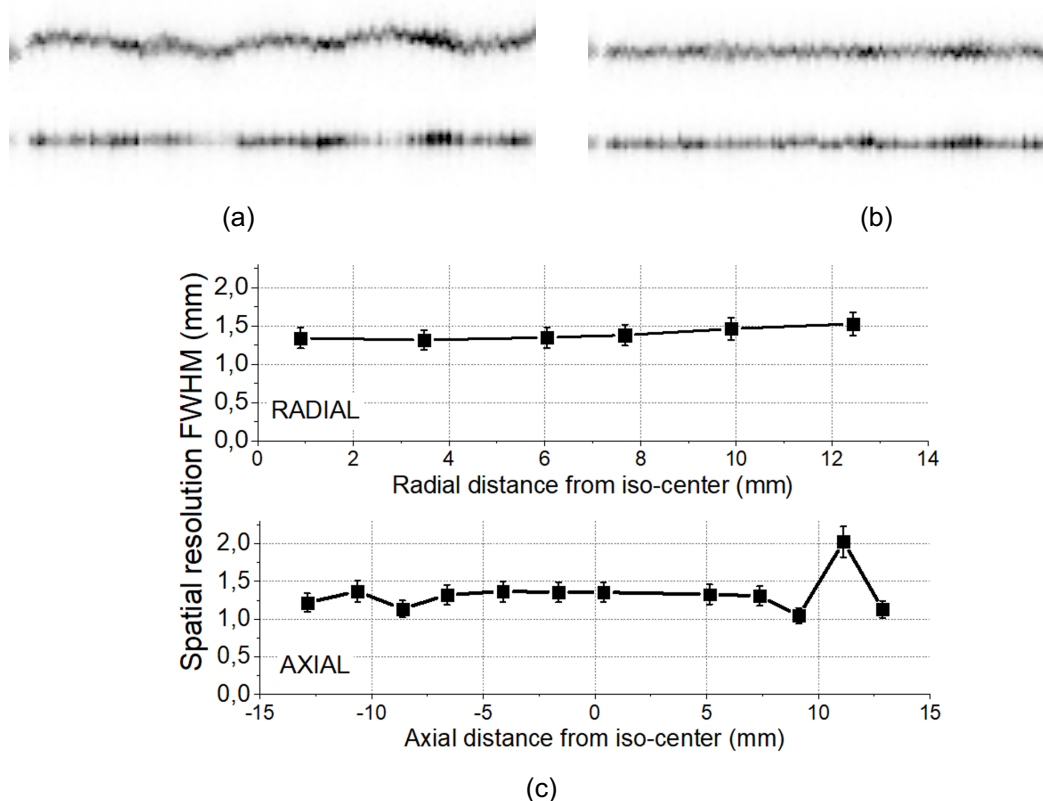 (a)
(b)
Spatial resolution FWHM (mm)
2,0
1,5
1,0
0,5
0,0
RADIAL
0 2 4 6 8 10 12 14
Radial distance from iso-center (mm)
2,0
1,5
1,0
0,5
0,0
AXIAL
-15 -10 -5 0 5 10 15
Axial distance from iso-center (mm)
(c)